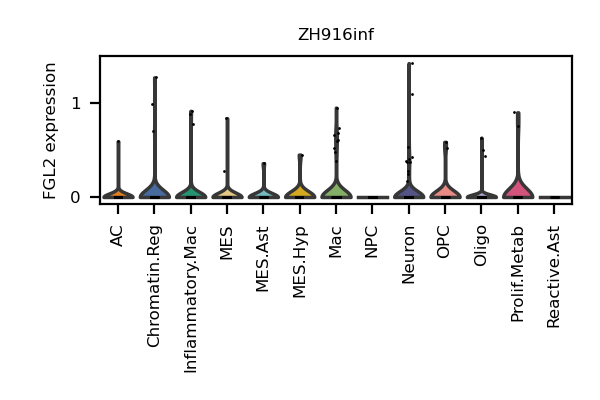 ZH916inf
FGL2 expression
1
0
AC
Chromatin.Reg
Inflammatory.Mac
MES
MES.Ast
MES.Hyp
Mac
NPC
Neuron
OPC
Oligo
Prolif.Metab
Reactive.Ast